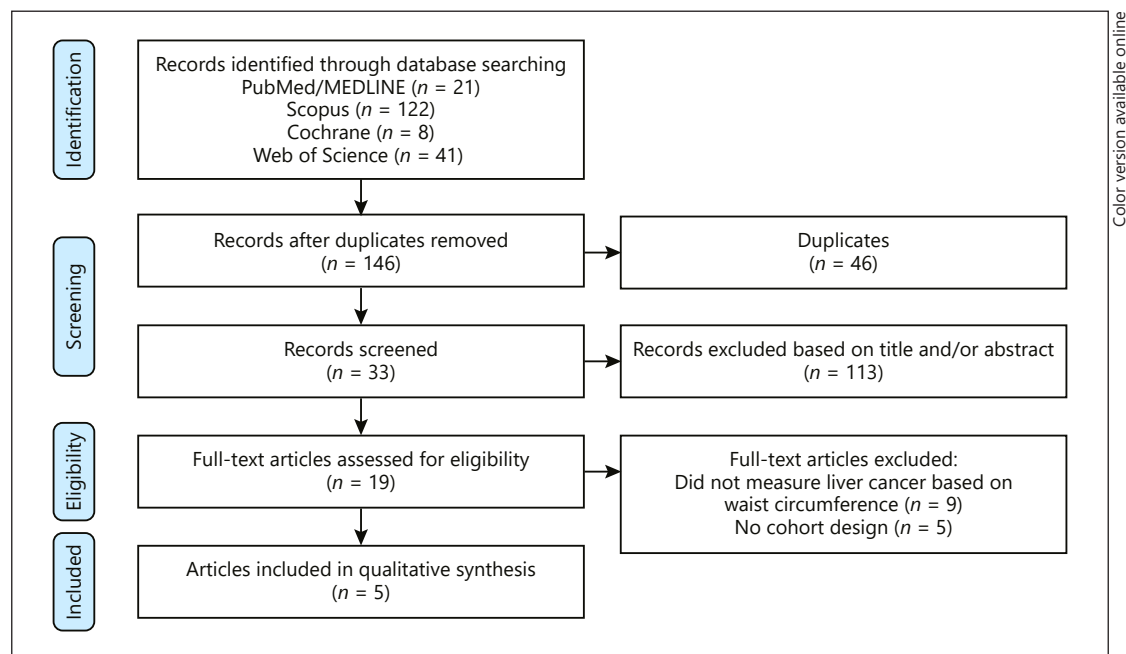 Identification
Records identified through database searching
PubMed/MEDLINE (n = 21)
Scopus (n = 122)
Cochrane (n = 8)
Web of Science (n = 41)
Screening
Records after duplicates removed
(n = 146)
Duplicates
(n = 46)
Records screened
(n = 33)
Records excluded based on title and/or abstract
(n = 113)
Eligibility
Full-text articles assessed for eligibility
(n = 19)
Full-text articles excluded:
Did not measure liver cancer based on
waist circumference (n = 9)
No cohort design (n = 5)
Included
Articles included in qualitative synthesis
(n = 5)
Color version available online